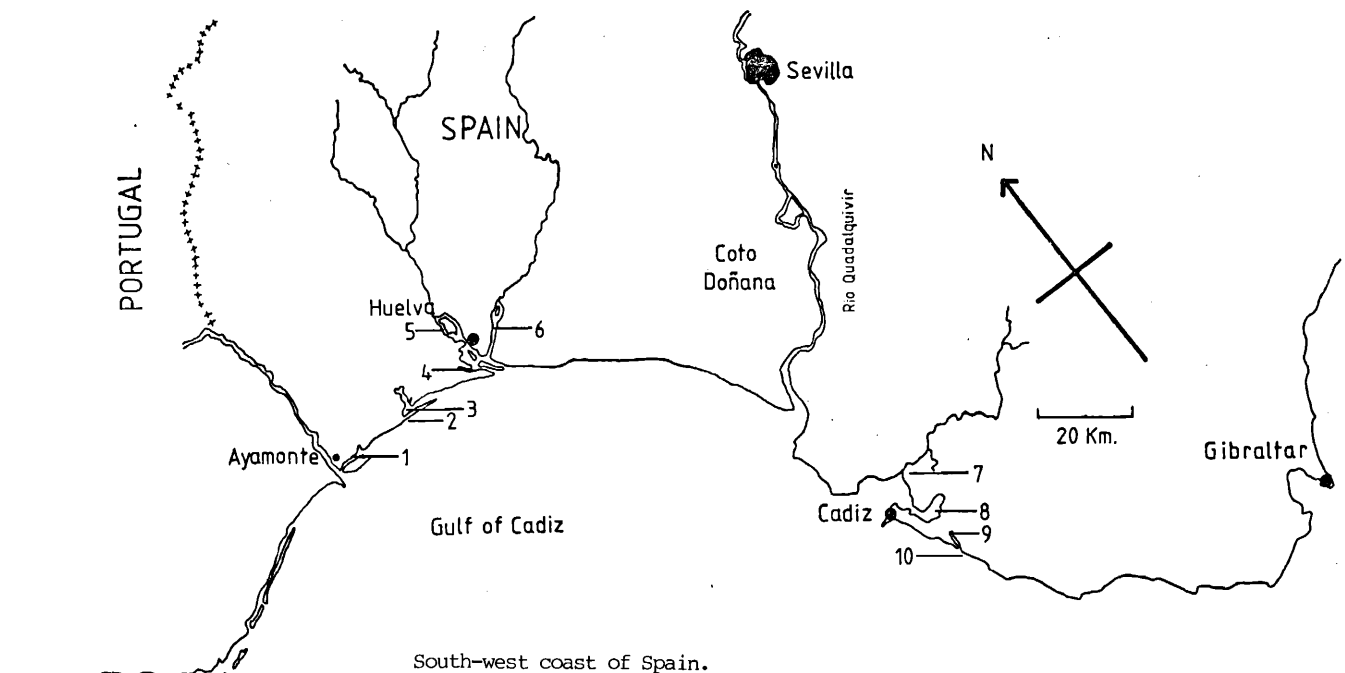 Sevilla
SPAIN
N
PORTUGAL
Rio Quadalquivir
Coto
Doñana
Huelva
5
6
4
3
2
20 Km.
Ayamonte
1
Gibraltar
7
Cadiz
8
Gulf of Cadiz
9
10
South-west coast of Spain.